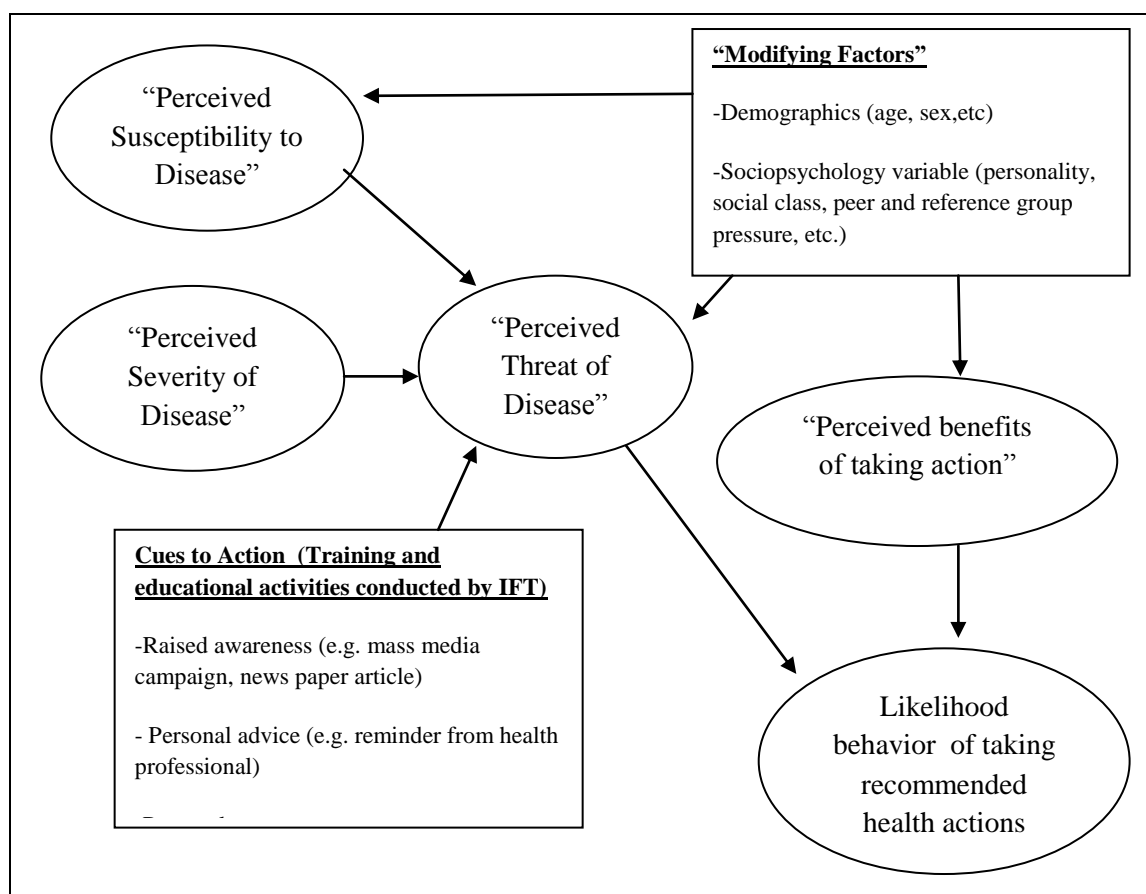 “Perceived
Susceptibility to
Disease”
“Modifying Factors”
-Demographics (age, sex,etc)
-Sociopsychology variable (personality,
social class, peer and reference group
pressure, etc.)
“Perceived
Severity of
Disease”
“Perceived
Threat of
Disease”
“Perceived benefits
of taking action”
Cues to Action  (Training and
educational activities conducted by IFT)
-Raised awareness (e.g. mass media
campaign, news paper article)
- Personal advice (e.g. reminder from health
professional)
Likelihood
behavior  of taking
recommended
health actions